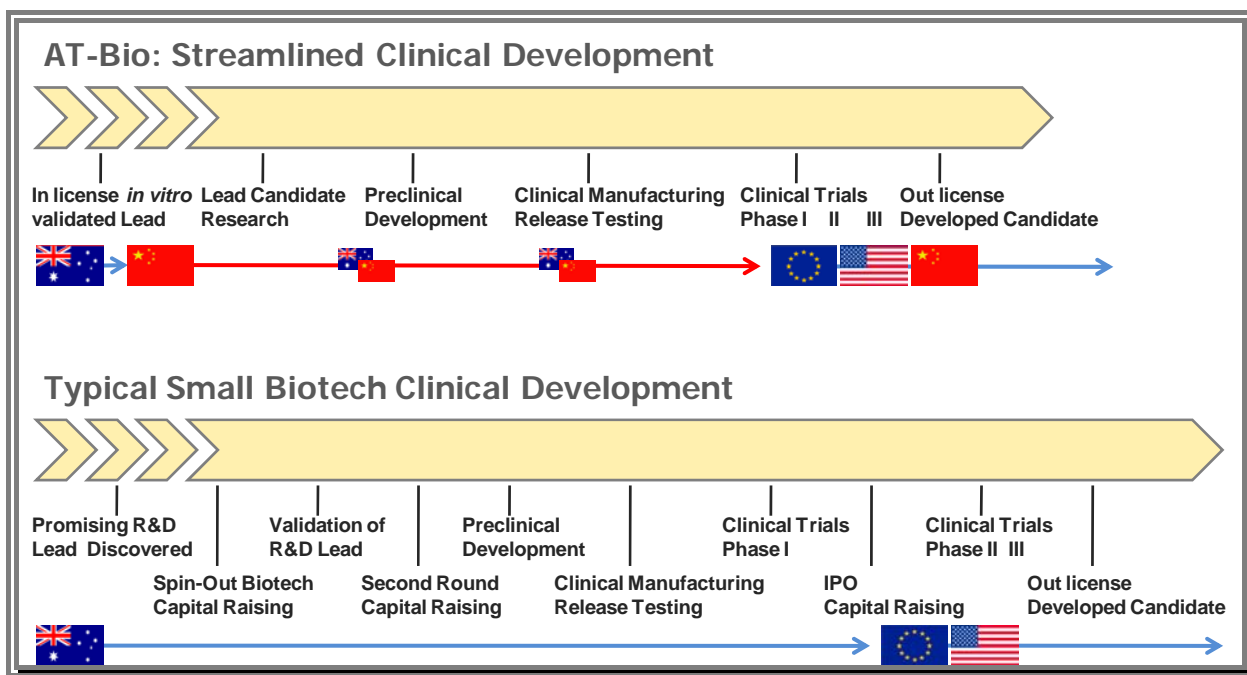 AT-Bio: Streamlined Clinical Development
In license in vitro
validated Lead
Lead Candidate
Research
Preclinical
Development
Clinical Manufacturing
Release Testing
Clinical Trials
Phase I II III
Out license
Developed Candidate
Typical Small Biotech Clinical Development
Promising R&D
Lead Discovered
Spin-Out Biotech
Capital Raising
Validation of
R&D Lead
Second Round
Capital Raising
Preclinical
Development
Clinical Manufacturing
Release Testing
Clinical Trials
Phase I
IPO
Capital Raising
Clinical Trials
Phase II III
Out license
Developed Candidate